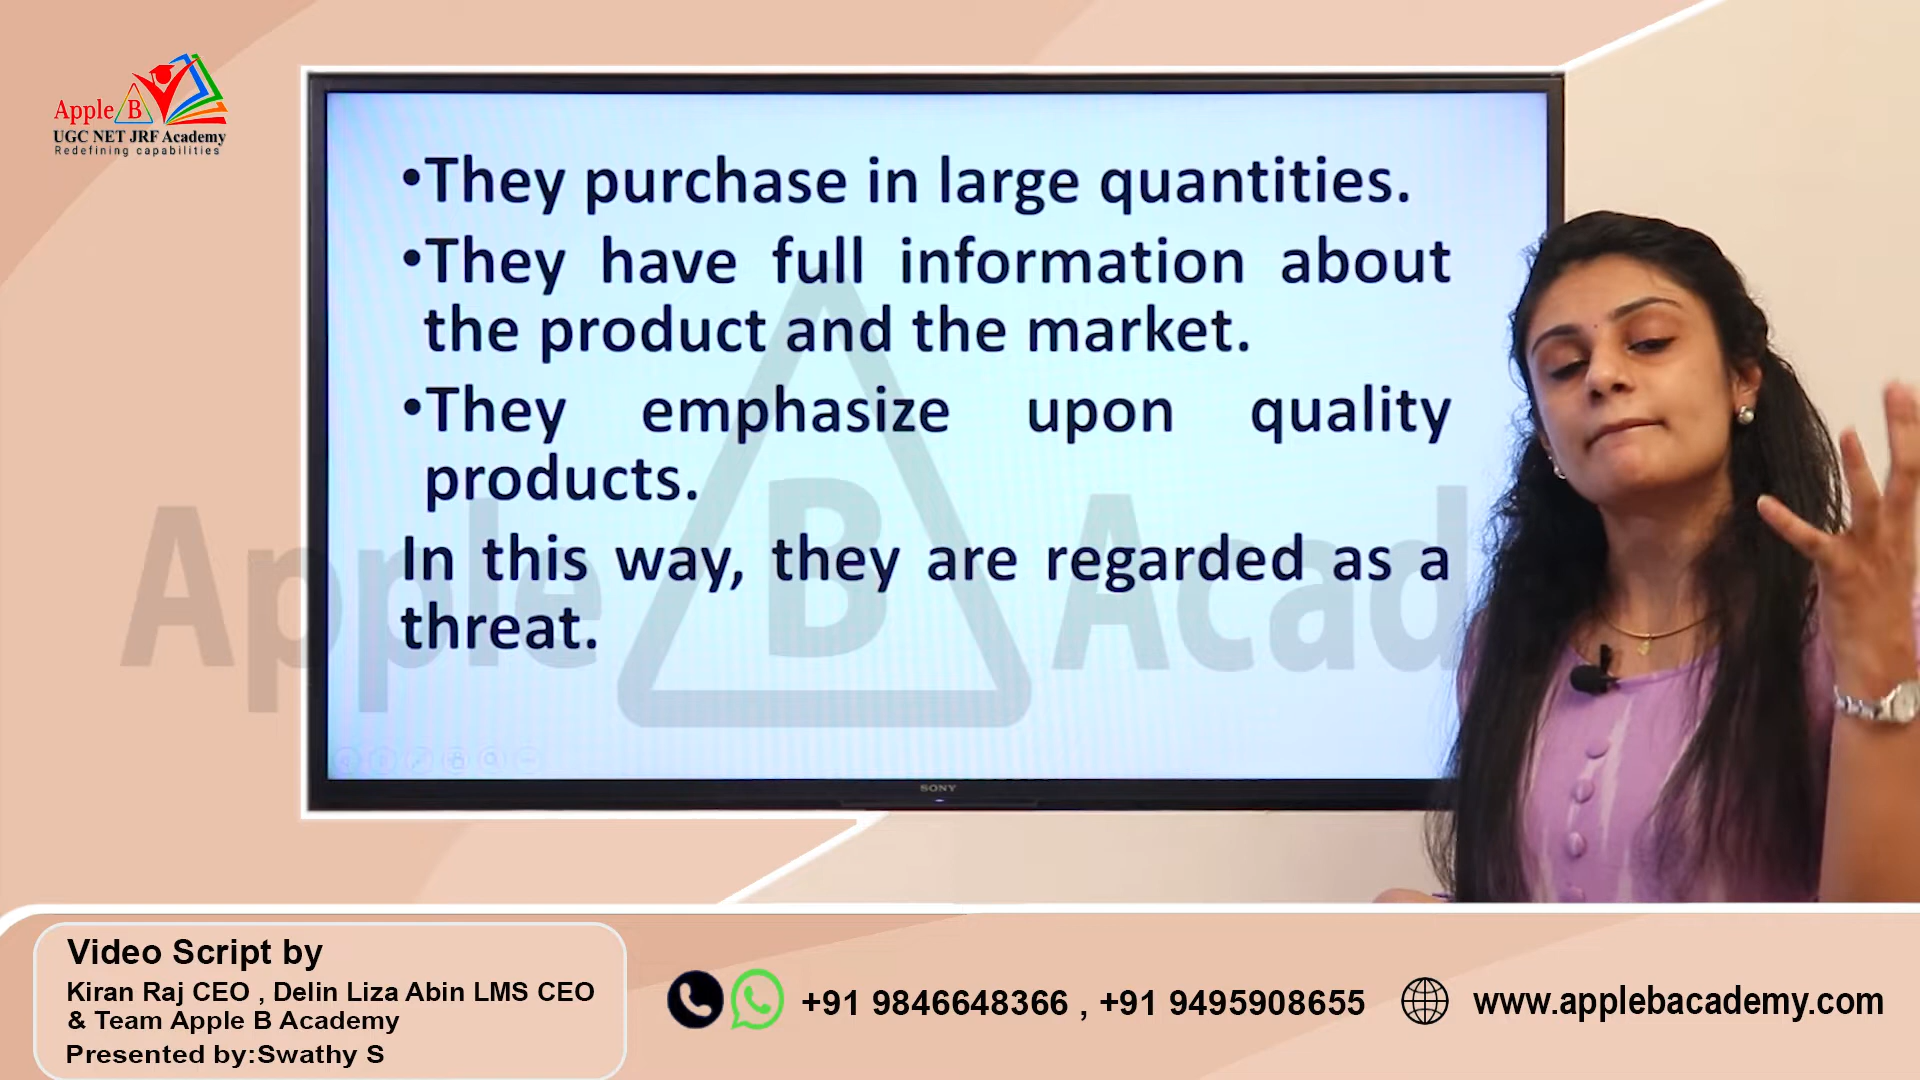 Apple B
UGC NET JRF Academy
Redefining capabilities
•They purchase in large quantities.
•They have full information about
the product and the market.
•They emphasize upon quality
products.
In this way, they are regarded as a
threat.
Apple B Acad
SONY
Video Script by
Kiran Raj CEO , Delin Liza Abin LMS CEO
& Team Apple B Academy
Presented by:Swathy S
+91 9846648366 , +91 9495908655
www.applebacademy.com